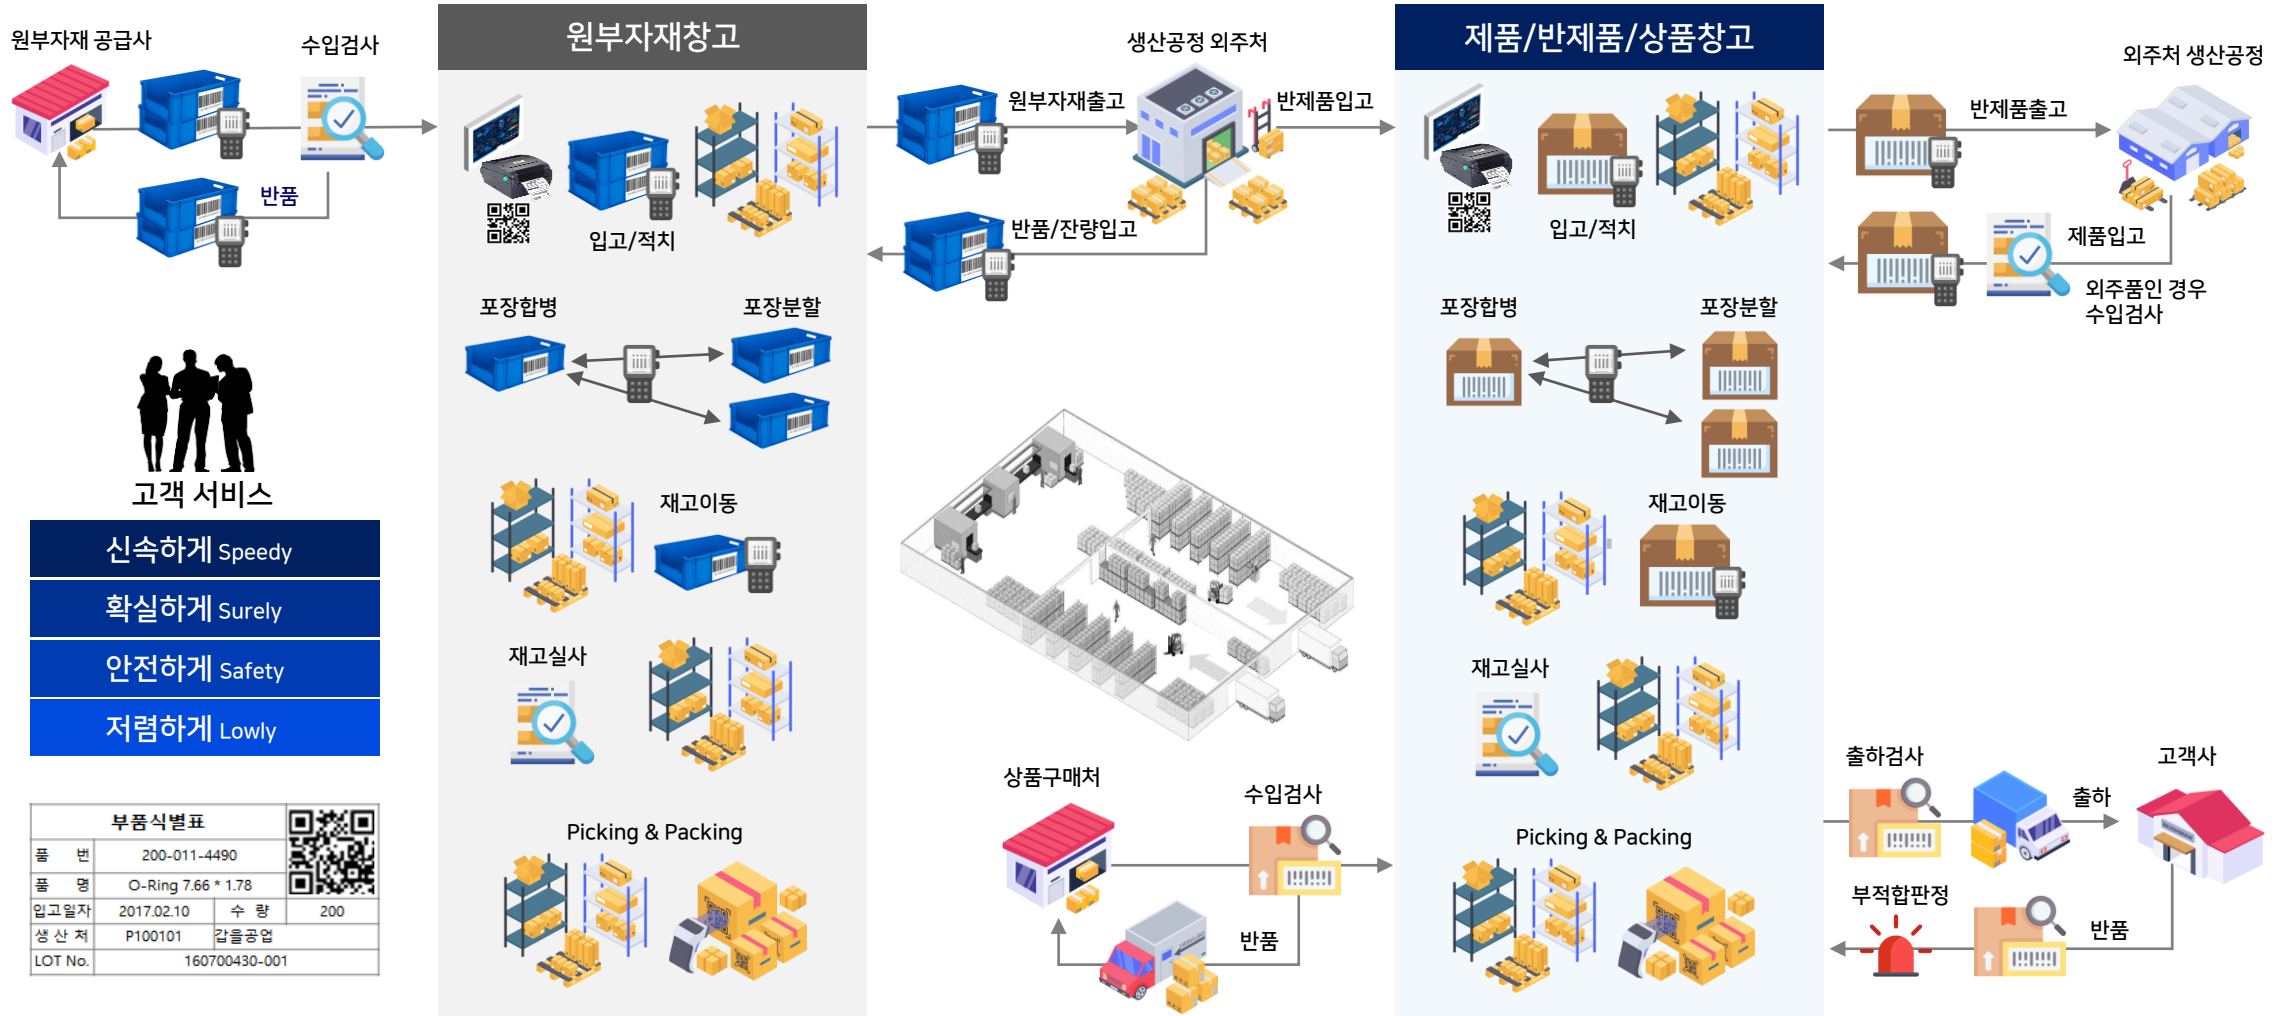 원부자재 공급사
수입검사
반품
고객 서비스
신속하게 Speedy
확실하게 Surely
안전하게 Safety
저렴하게 Lowly
부품식별표
품 번 200-011-4490
품 명 O-Ring 7.66 * 1.78
입고일자 2017.02.10 수 량 200
생 산 처 P100101 갑을공업
LOT No. 160700430-001
원부자재창고
입고/적치
포장합병
포장분할
재고이동
재고실사
Picking & Packing
생산공정 외주처
원부자재출고
반제품입고
반품/잔량입고
상품구매처
수입검사
반품
제품/반제품/상품창고
입고/적치
포장합병
포장분할
재고이동
재고실사
Picking & Packing
외주처 생산공정
반제품출고
제품입고
외주품인 경우
수입검사
출하검사
출하
고객사
부적합판정
반품